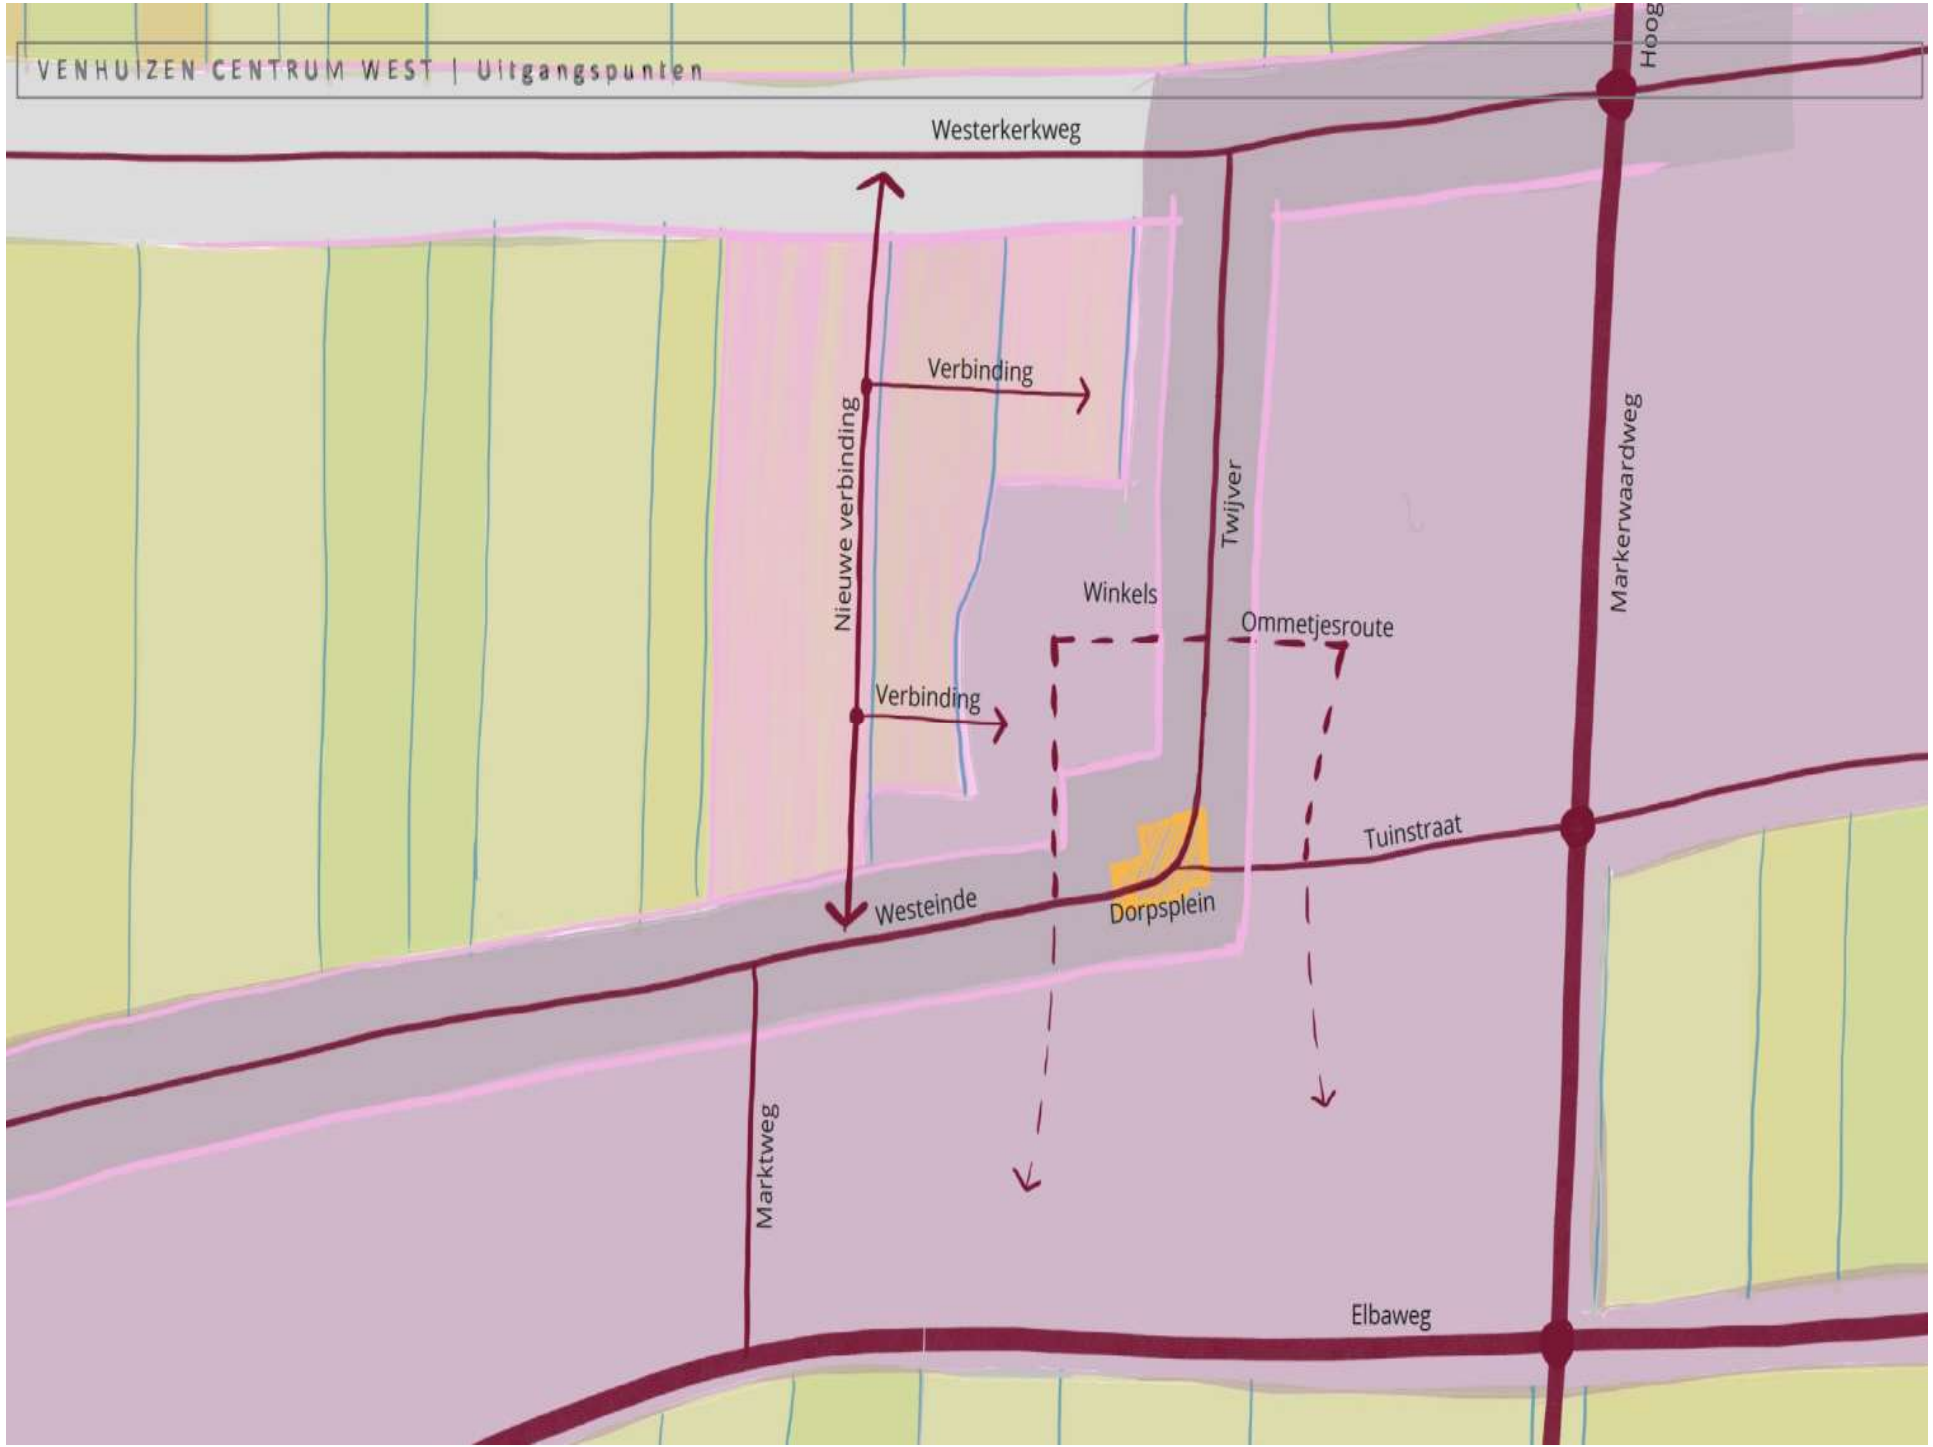 VENHUIZEN CENTRUM WEST | Uitgangspunten
Hoog
Westerkerkweg
Verbinding
Nieuwe verbinding
Markerwaardweg
Twijver
Winkels
Ommetjesroute
Verbinding
Tuinstraat
Westeinde
Dorpsplein
Marktweg
Elbaweg